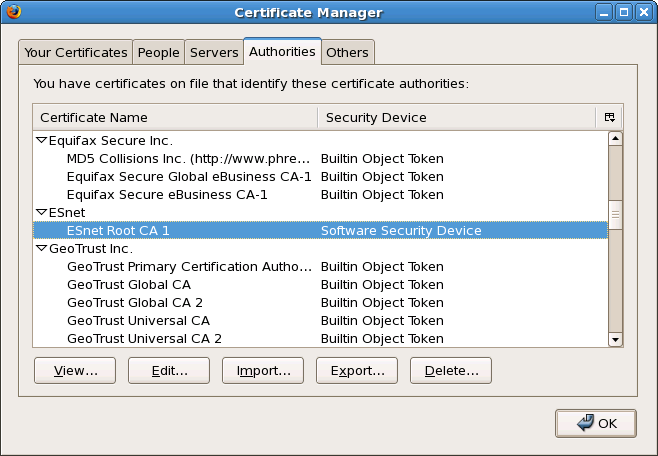 Certificate Manager
Your Certificates People Servers Authorities Others
You have certificates on file that identify these certificate authorities:
Certificate Name Security Device
Equifax Secure Inc.
MD5 Collisions Inc. (http://www.phre... Builtin Object Token
Equifax Secure Global eBusiness CA-1 Builtin Object Token
Equifax Secure eBusiness CA-1 Builtin Object Token
ESnet
ESnet Root CA 1 Software Security Device
GeoTrust Inc.
GeoTrust Primary Certification Autho... Builtin Object Token
GeoTrust Global CA Builtin Object Token
GeoTrust Global CA 2 Builtin Object Token
GeoTrust Universal CA Builtin Object Token
GeoTrust Universal CA 2 Builtin Object Token
View... Edit... Import... Export... Delete...
OK